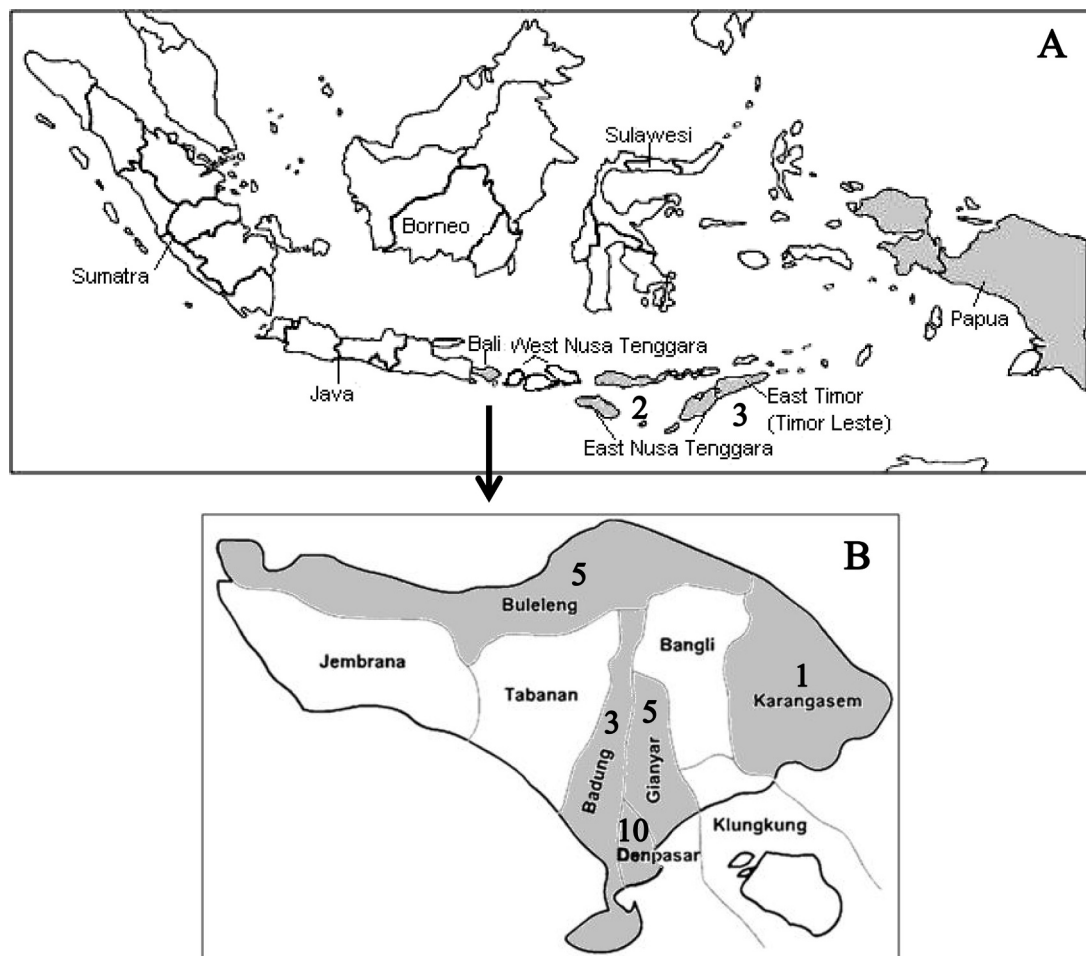 A
Sulawesi
Borneo
Sumatra
Papua
Bali
West Nusa Tenggara
Java
2
3
East Timor
(Timor Leste)
East Nusa Tenggara
B
5
Buleleng
Bangli
Jembrana
1
Karangasem
Tabanan
3
5
Badung
Gianyar
10
Denpasar
Klungkung